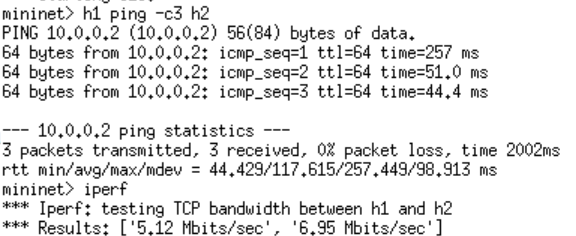 mininet> h1 ping -c3 h2
PING 10.0.0.2 (10.0.0.2) 56(84) bytes of data.
64 bytes from 10.0.0.2: icmp_seq=1 ttl=64 time=257 ms
64 bytes from 10.0.0.2: icmp_seq=2 ttl=64 time=51.0 ms
64 bytes from 10.0.0.2: icmp_seq=3 ttl=64 time=44.4 ms
--- 10.0.0.2 ping statistics ---
3 packets transmitted, 3 received, 0% packet loss, time 2002ms
rtt min/avg/max/mdev = 44.429/117.615/257.449/98.913 ms
mininet> iperf
*** Iperf: testing TCP bandwidth between h1 and h2
*** Results: ['5.12 Mbits/sec', '6.95 Mbits/sec']